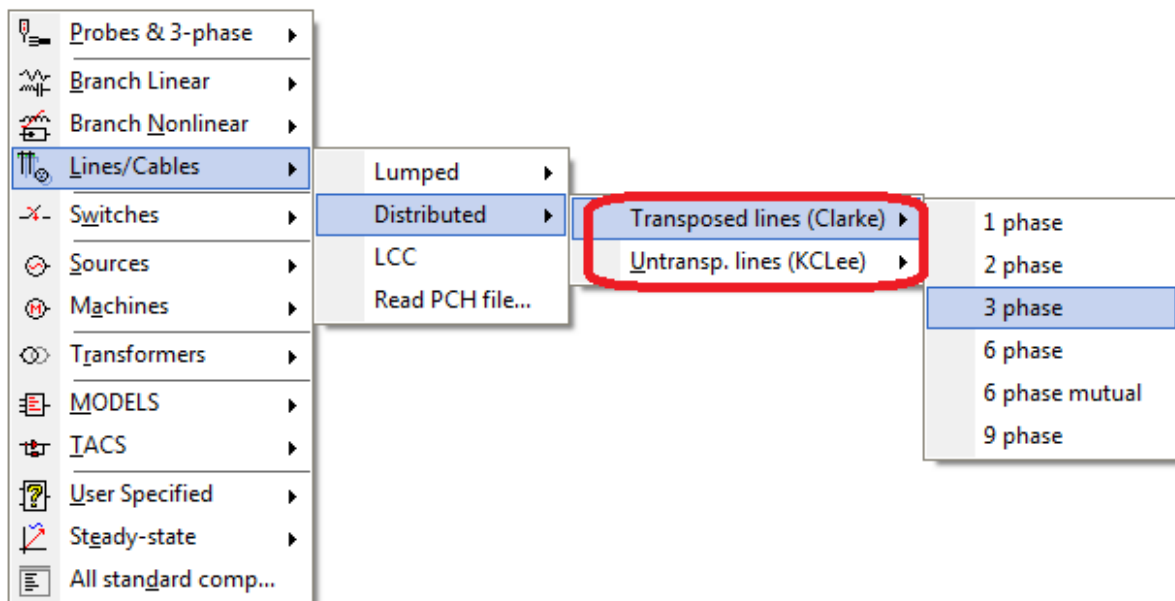 Probes & 3-phase
Branch Linear
Branch Nonlinear
Lines/Cables
Switches
Sources
Machines
Transformers
MODELS
TACS
User Specified
Steady-state
All standard comp...
Lumped
Distributed
LCC
Read PCH file...
Transposed lines (Clarke)
Untransp. lines (KCLee)
1 phase
2 phase
3 phase
6 phase
6 phase mutual
9 phase